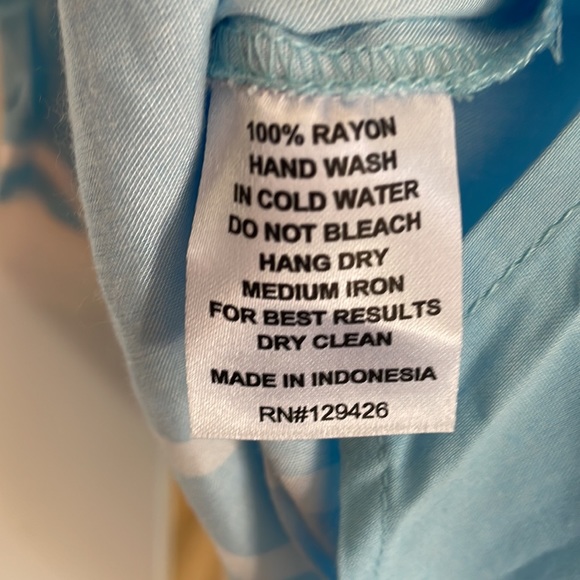 100% RAYON
HAND WASH
IN COLD WATER
DO NOT BLEACH
HANG DRY
MEDIUM IRON
FOR BEST RESULTS
DRY CLEAN
MADE IN INDONESIA
RN#129426